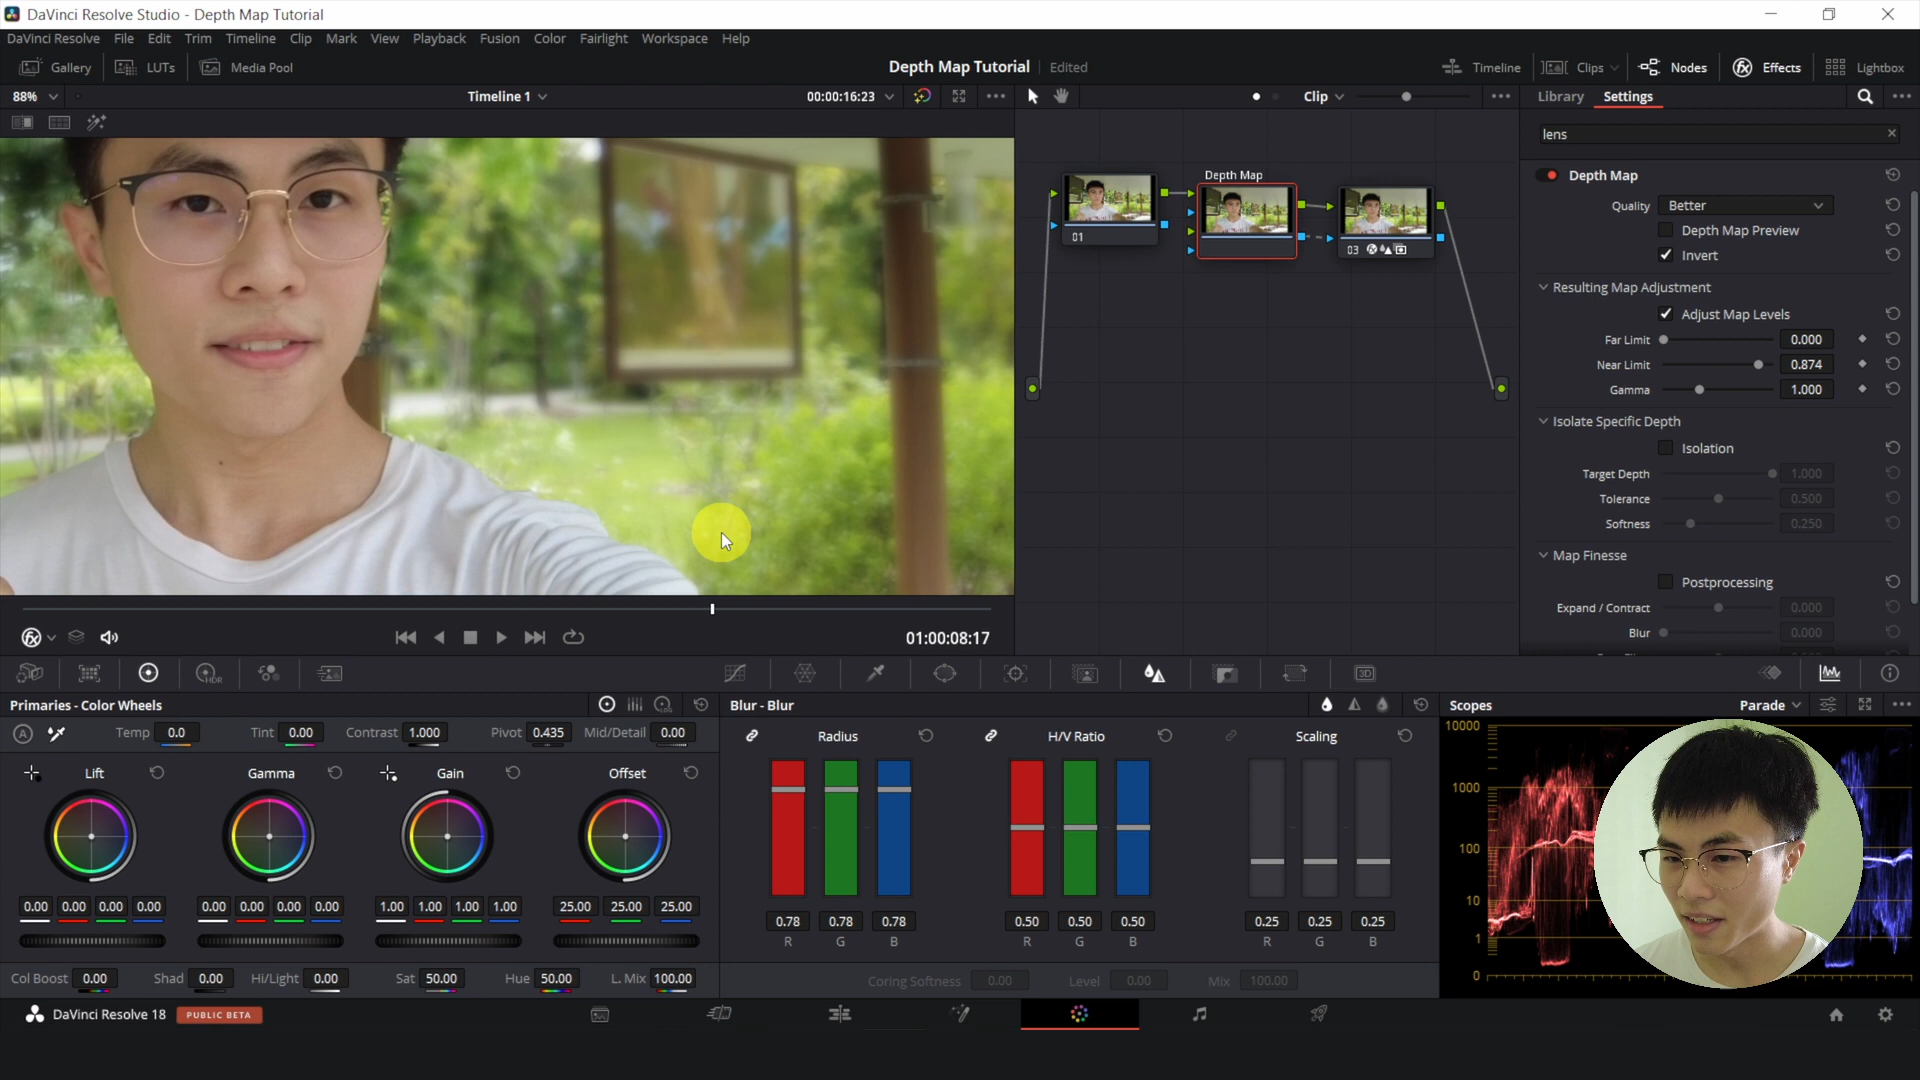 DaVinci Resolve Studio - Depth Map Tutorial
DaVinci Resolve File Edit Trim Timeline Clip Mark View Playback Fusion Color Fairlight Workspace Help
Gallery LUTs Media Pool Depth Map Tutorial Edited Timeline Clips Nodes Effects Lightbox
88% Timeline 1 00:00:16:23 Clip Library Settings
lens
Depth Map
Quality Better
Depth Map Preview
Invert
Resulting Map Adjustment
Adjust Map Levels
Far Limit 0.000
Near Limit 0.874
Gamma 1.000
Isolate Specific Depth
Isolation
Target Depth 1.000
Tolerance 0.500
Softness 0.250
Map Finesse
Postprocessing
Expand / Contract 0.000
Blur 0.000
Depth Map
01
03
01:00:08:17
HDR
3D
Primaries - Color Wheels
Temp 0.0 Tint 0.00 Contrast 1.000 Pivot 0.435 Mid/Detail 0.00
Lift Gamma Gain Offset
0.00 0.00 0.00 0.00 0.00 0.00 0.00 0.00 1.00 1.00 1.00 1.00 25.00 25.00 25.00
Col Boost 0.00 Shad 0.00 Hi/Light 0.00 Sat 50.00 Hue 50.00 L. Mix 100.00
Blur - Blur
Radius H/V Ratio Scaling
0.78 0.78 0.78 0.50 0.50 0.50 0.25 0.25 0.25
R G B R G B R G B
Coring Softness 0.00 Level 0.00 Mix 100.00
Scopes Parade
10000
1000
100
10
1
0
DaVinci Resolve 18 PUBLIC BETA